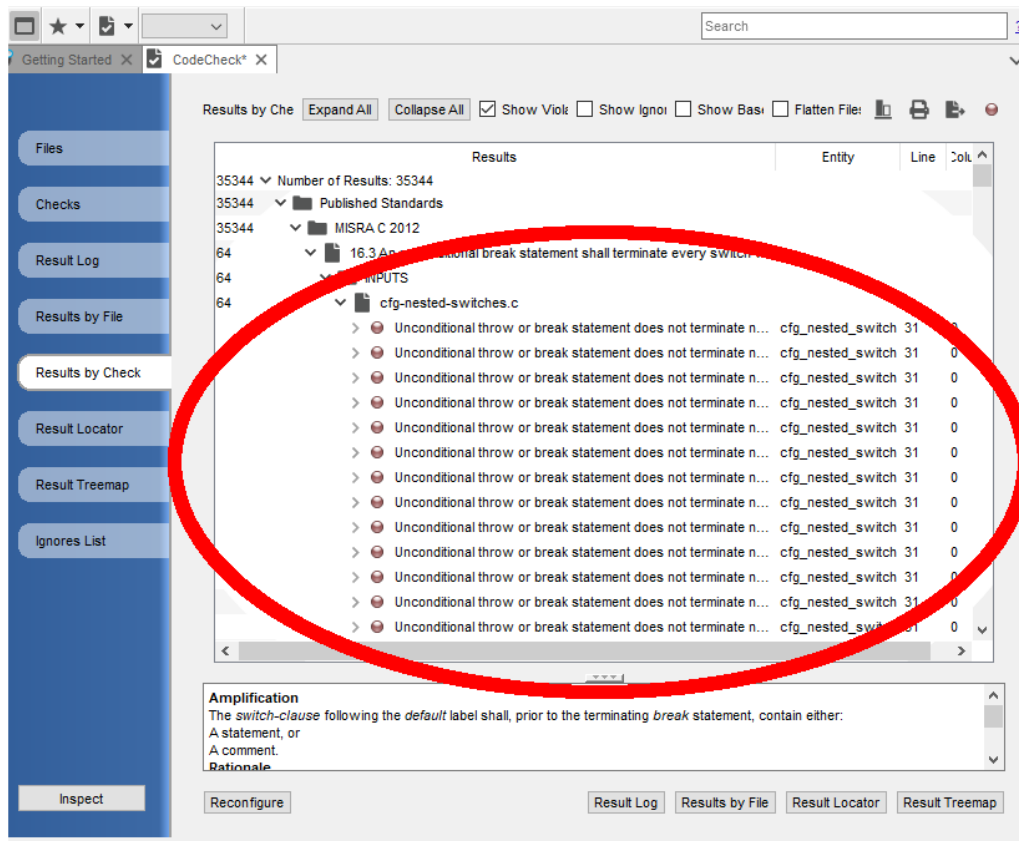 Search
Getting Started
CodeCheck*
Results by Che Expand All Collapse All Show Viola Show Ignor Show Base Flatten Files
Files
Checks
Result Log
Results by File
Results by Check
Result Locator
Result Treemap
Ignores List
Inspect
Results Entity Line Colu
35344 Number of Results: 35344
35344 Published Standards
35344 MISRA C 2012
64 16.3 An break statement shall terminate every switch
64 INPUTS
64 cfg-nested-switches.c
Unconditional throw or break statement does not terminate n... cfg_nested_switch 31 0
Unconditional throw or break statement does not terminate n... cfg_nested_switch 31 0
Unconditional throw or break statement does not terminate n... cfg_nested_switch 31 0
Unconditional throw or break statement does not terminate n... cfg_nested_switch 31 0
Unconditional throw or break statement does not terminate n... cfg_nested_switch 31 0
Unconditional throw or break statement does not terminate n... cfg_nested_switch 31 0
Unconditional throw or break statement does not terminate n... cfg_nested_switch 31 0
Unconditional throw or break statement does not terminate n... cfg_nested_switch 31 0
Unconditional throw or break statement does not terminate n... cfg_nested_switch 31 0
Unconditional throw or break statement does not terminate n... cfg_nested_switch 31 0
Unconditional throw or break statement does not terminate n... cfg_nested_switch 31 0
Unconditional throw or break statement does not terminate n... cfg_nested_switch 31 0
Unconditional throw or break statement does not terminate n... cfg_nested_switch 31 0
Amplification
The switch-clause following the default label shall, prior to the terminating break statement, contain either:
A statement, or
A comment.
Rationale
Reconfigure Result Log Results by File Result Locator Result Treemap